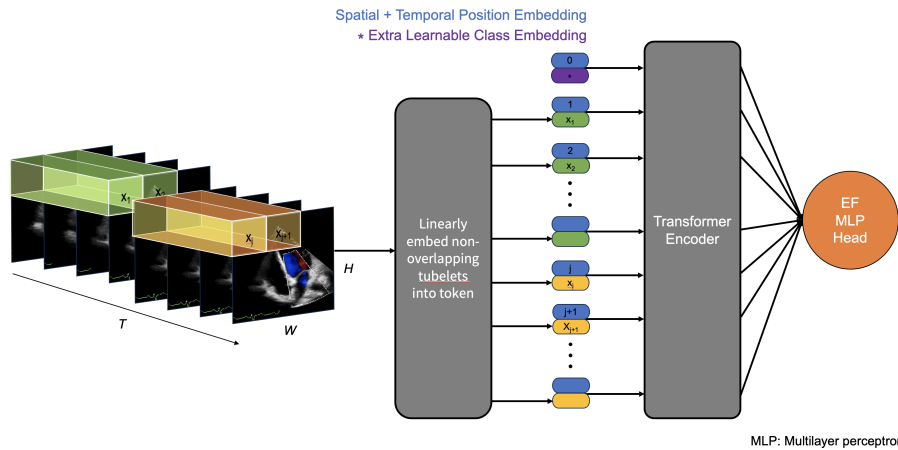 Spatial + Temporal Position Embedding
* Extra Learnable Class Embedding
0
*
1
x1
2
x2
j
xj
j+1
Xj+1
X1
Xj
Xj+1
H
W
T
Linearly
embed non-
overlapping
tubelets
into token
Transformer
Encoder
EF
MLP
Head
MLP: Multilayer perceptron